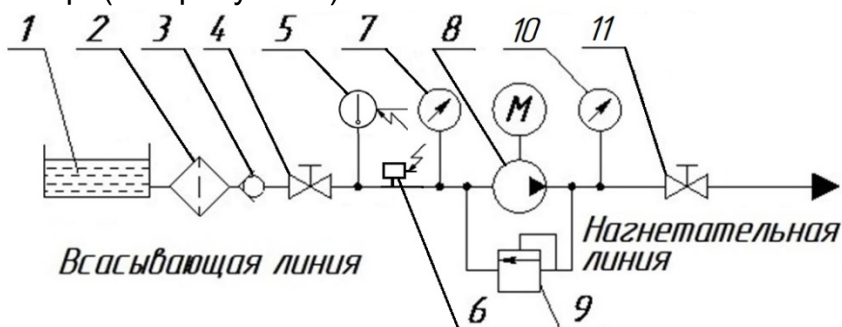 1 2 3 4 5 7 8 10 11
М
Всасывающая линия
Нагнетательная
линия
6 9